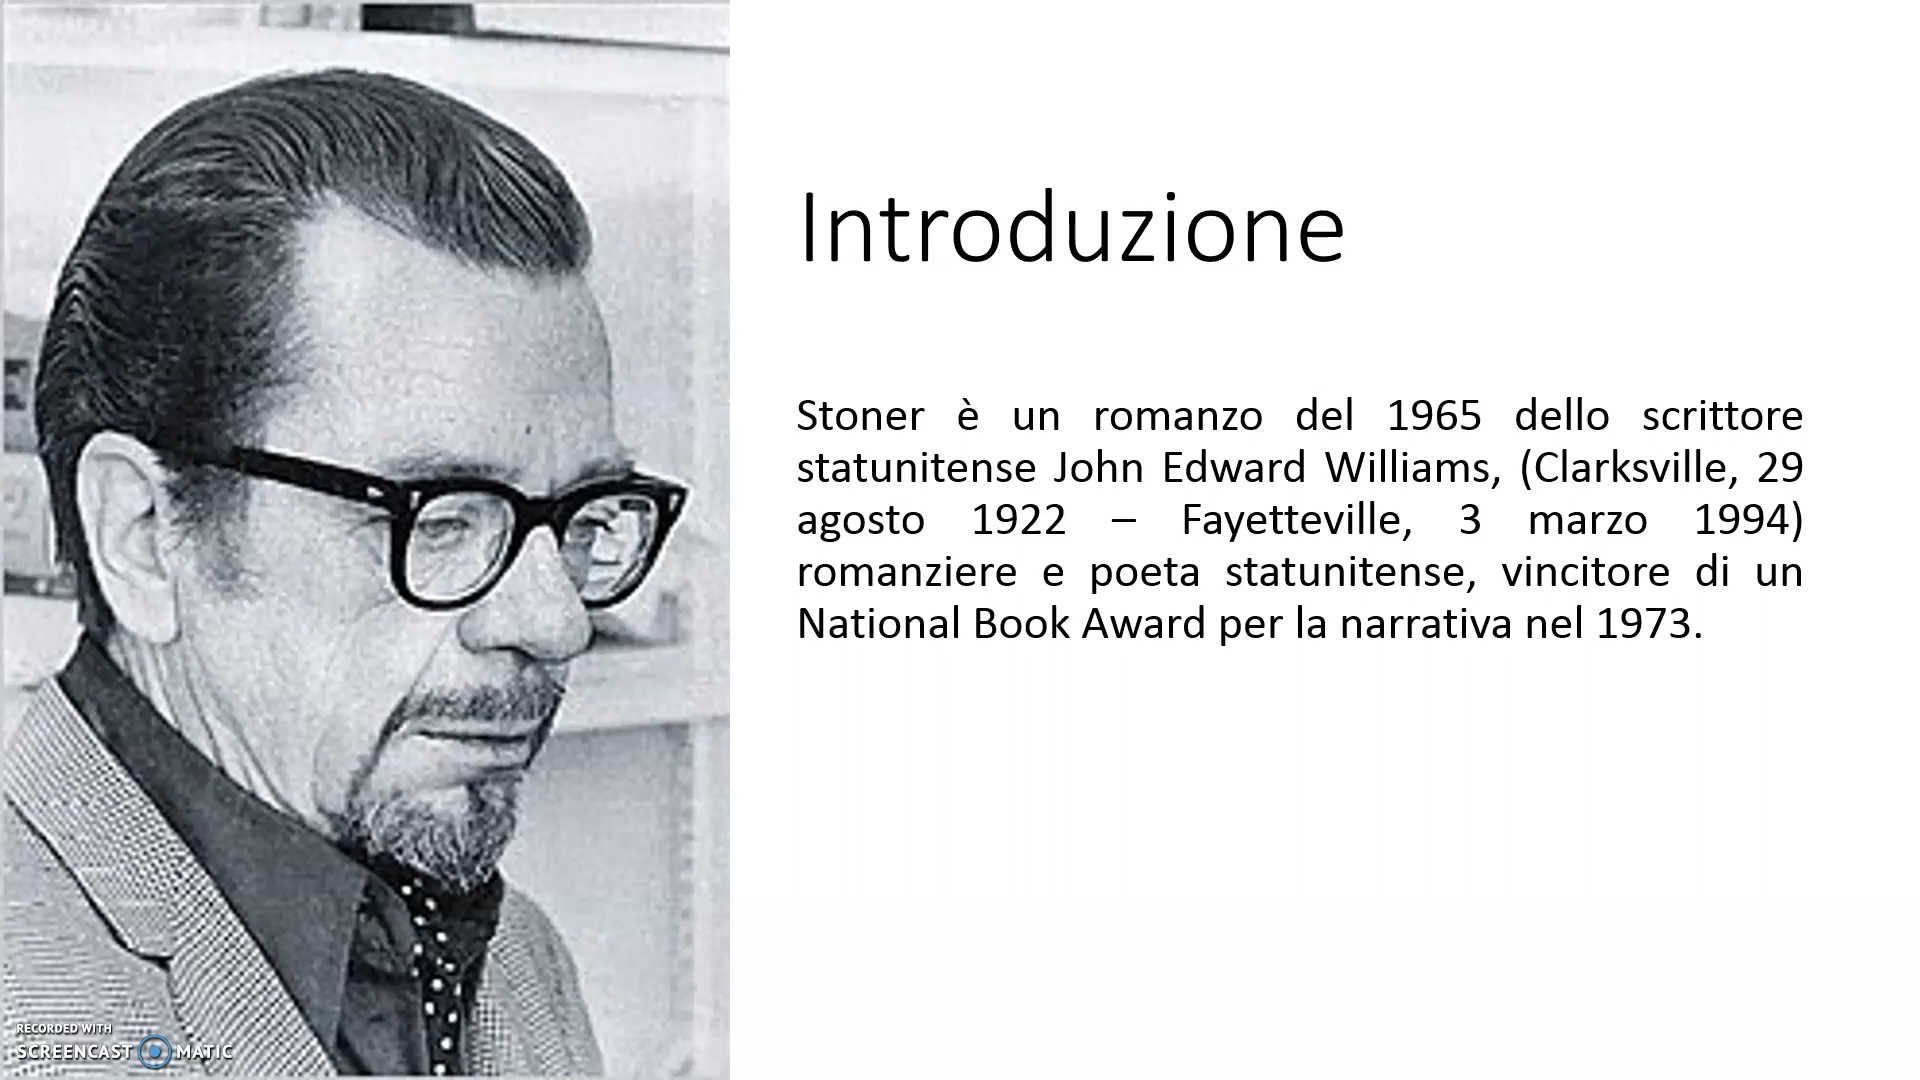 Introduzione
Stoner è un romanzo del 1965 dello scrittore
statunitense John Edward Williams, (Clarksville, 29
agosto 1922 – Fayetteville, 3 marzo 1994)
romanziere e poeta statunitense, vincitore di un
National Book Award per la narrativa nel 1973.
RECORDED WITH
SCREENCAST MATIC